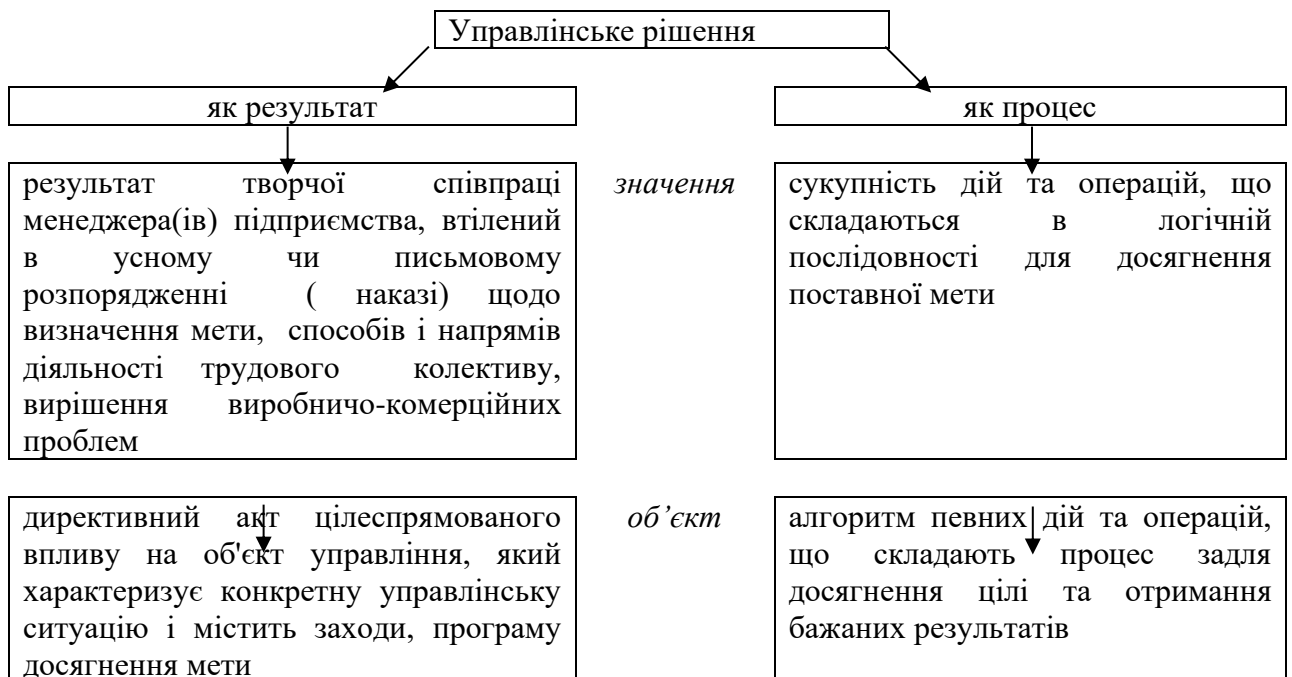 Управлінське рішення
як результат
як процес
результат творчої співпраці
менеджера(ів) підприємства, втілений
в усному чи письмовому
розпорядженні ( наказі) щодо
визначення мети, способів і напрямів
діяльності трудового колективу,
вирішення виробничо-комерційних
проблем
значення
сукупність дій та операцій, що
складаються в логічній
послідовності для досягнення
поставної мети
директивний акт цілеспрямованого
впливу на об'єкт управління, який
характеризує конкретну управлінську
ситуацію і містить заходи, програму
досягнення мети
об’єкт
алгоритм певних дій та операцій,
що складають процес задля
досягнення цілі та отримання
бажаних результатів